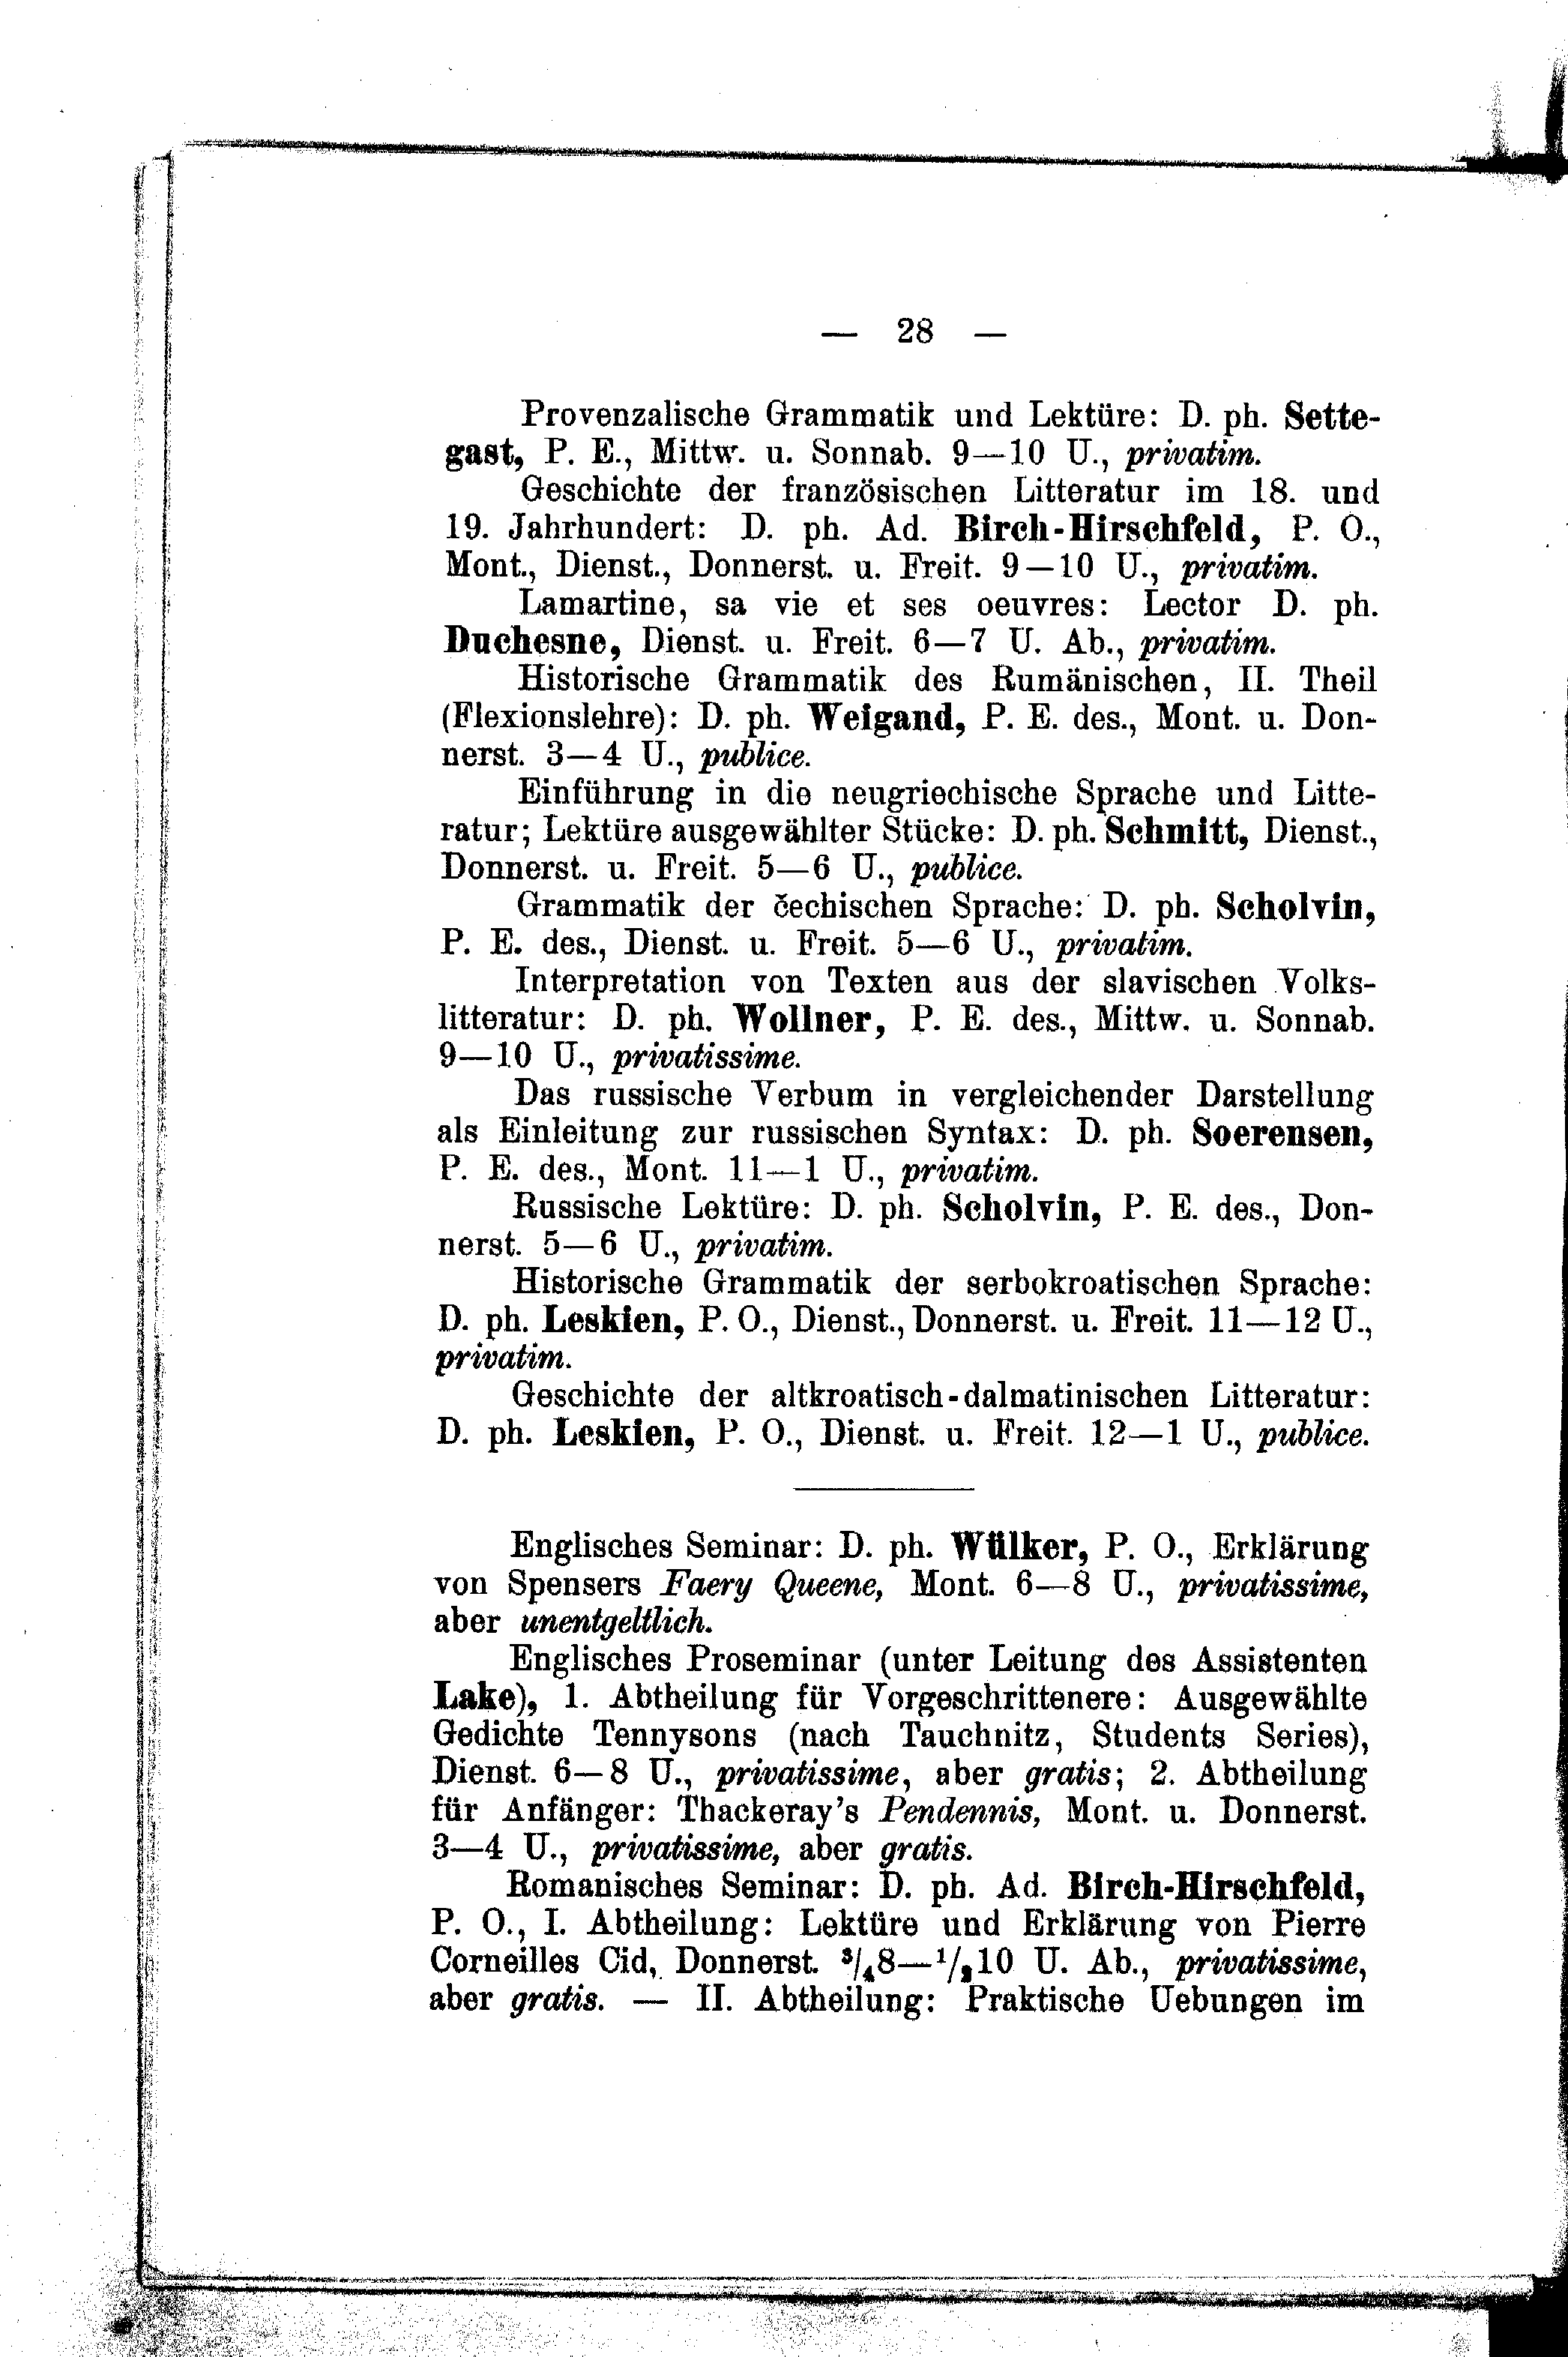 — 28 —
Provenzalische Grammatik und Lektüre: D. ph. Sette-
gast, P. E., Mittw. u. Sonnab. 9—10 U., privatim.
Geschichte der französischen Litteratur im 18. und
19. Jahrhundert: D. ph. Ad. Birch-Hirschfeld, P. O.,
Mont., Dienst., Donnerst. u. Freit. 9—10 U., privatim.
Lamartine, sa vie et ses oeuvres: Lector D. ph.
Duchesne, Dienst. u. Freit. 6—7 U. Ab., privatim.
Historische Grammatik des Rumänischen, II. Theil
(Flexionslehre): D. ph. Weigand, P. E. des., Mont. u. Don-
nerst. 3—4 U., publice.
Einführung in die neugriechische Sprache und Litte-
ratur; Lektüre ausgewählter Stücke: D. ph. Schmitt, Dienst.,
Donnerst. u. Freit. 5—6 U., publice.
Grammatik der čechischen Sprache: D. ph. Scholvin,
P. E. des., Dienst. u. Freit. 5—6 U., privatim.
Interpretation von Texten aus der slavischen Volks-
litteratur: D. ph. Wollner, P. E. des., Mittw. u. Sonnab.
9—10 U., privatissime.
Das russische Verbum in vergleichender Darstellung
als Einleitung zur russischen Syntax: D. ph. Soerensen,
P. E. des., Mont. 11—1 U., privatim.
Russische Lektüre: D. ph. Scholvin, P. E. des., Don-
nerst. 5—6 U., privatim.
Historische Grammatik der serbokroatischen Sprache:
D. ph. Leskien, P. O., Dienst., Donnerst. u. Freit. 11—12 U.,
privatim.
Geschichte der altkroatisch-dalmatinischen Litteratur:
D. ph. Leskien, P. O., Dienst. u. Freit. 12—1 U., publice.
Englisches Seminar: D. ph. Wülker, P. O., Erklärung
von Spensers Faery Queene, Mont. 6—8 U., privatissime,
aber unentgeltlich.
Englisches Proseminar (unter Leitung des Assistenten
Lake), 1. Abtheilung für Vorgeschrittenere: Ausgewählte
Gedichte Tennysons (nach Tauchnitz, Students Series),
Dienst. 6—8 U., privatissime, aber gratis; 2. Abtheilung
für Anfänger: Thackeray's Pendennis, Mont. u. Donnerst.
3—4 U., privatissime, aber gratis.
Romanisches Seminar: D. ph. Ad. Birch-Hirschfeld,
P. O., I. Abtheilung: Lektüre und Erklärung von Pierre
Corneilles Cid, Donnerst. 3/4 8—1/2 10 U. Ab., privatissime,
aber gratis. — II. Abtheilung: Praktische Uebungen im